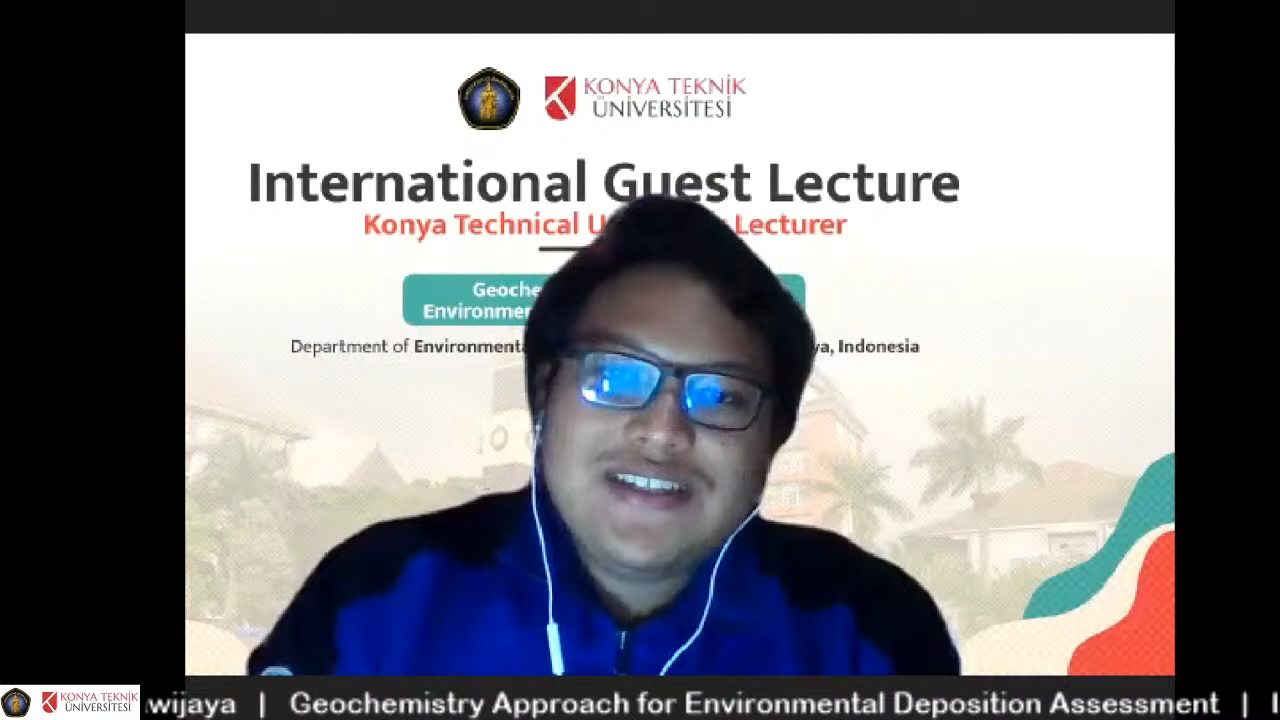 KONYA TEKNİK
ÜNİVERSİTESİ
International Guest Lecture
Konya Technical U Lecturer
Geoche
Environmen
Department of Environmenta ya, Indonesia
KONYA TEKNİK
ÜNİVERSİTESİ
wijaya | Geochemistry Approach for Environmental Deposition Assessment | I